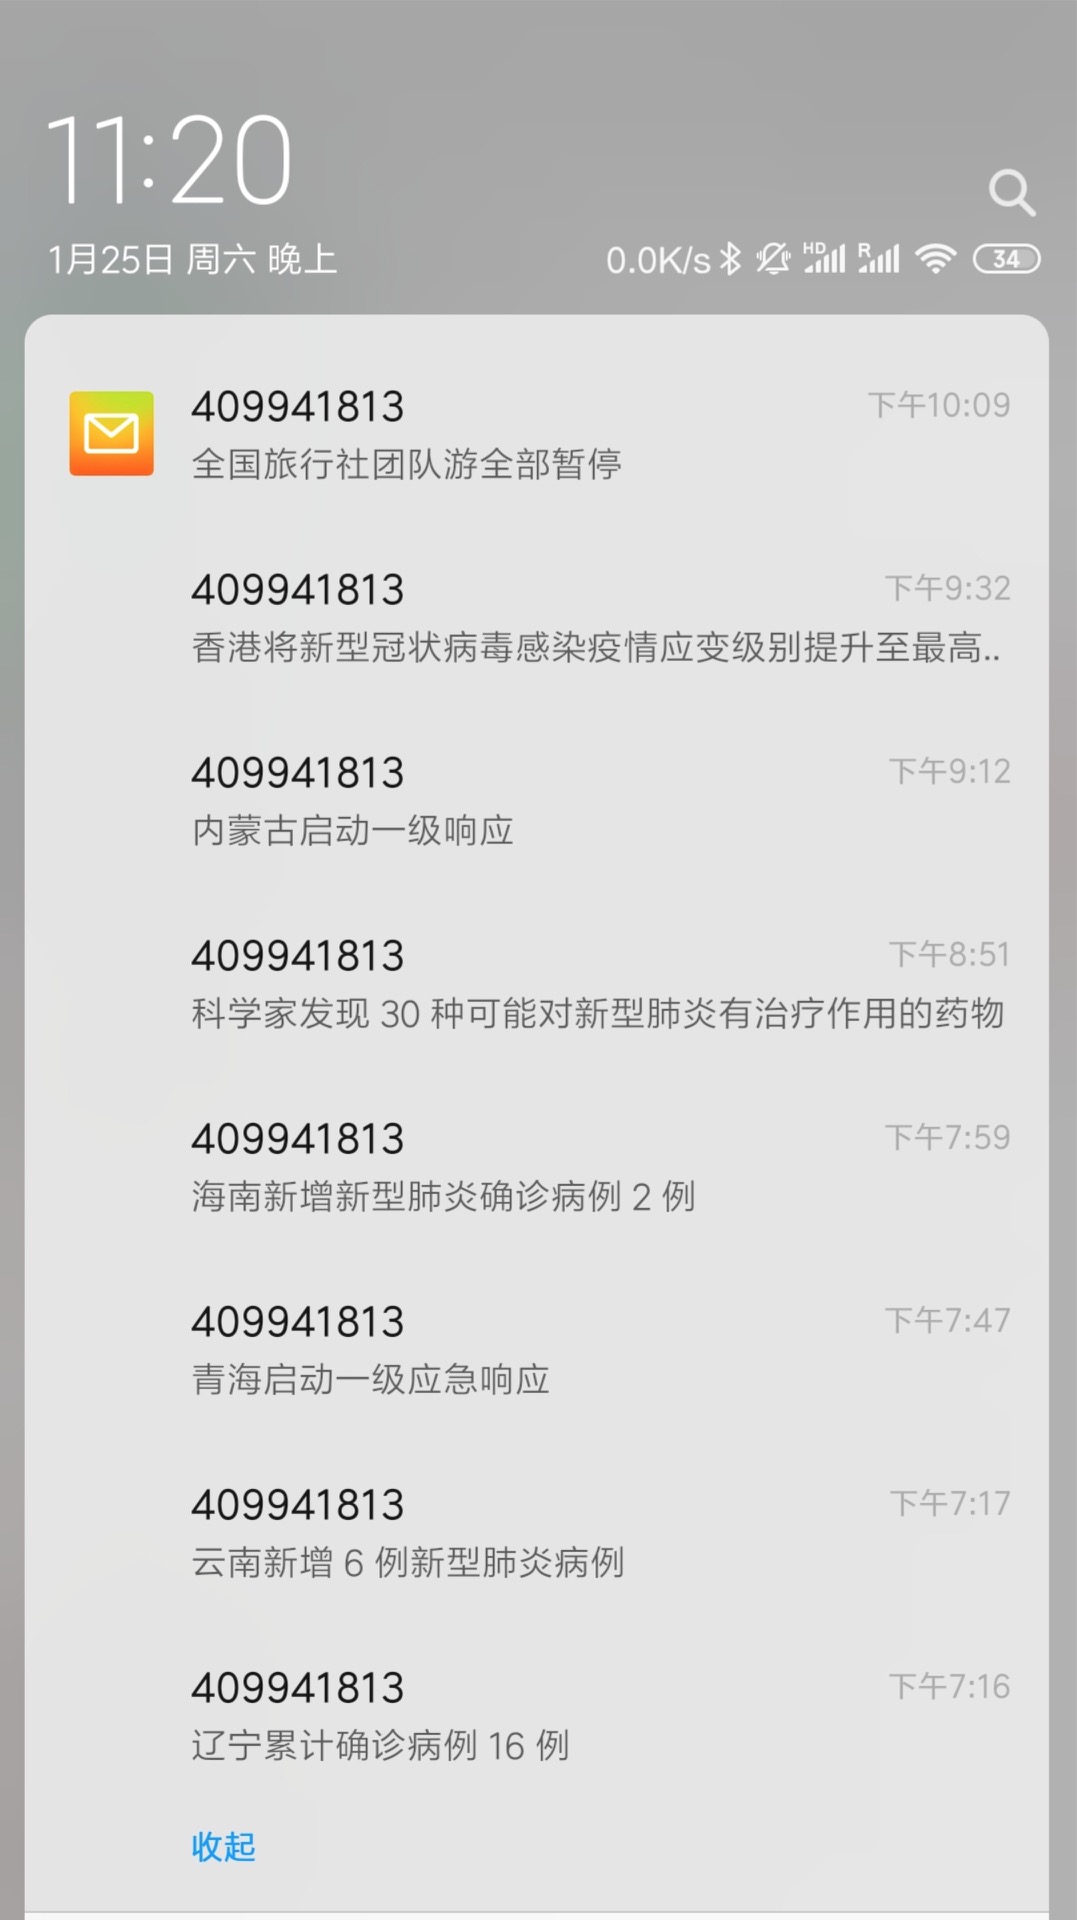 11:20
1月25日 周六 晚上
0.0K/s HD R 34
409941813 下午10:09
全国旅行社团队游全部暂停
409941813 下午9:32
香港将新型冠状病毒感染疫情应变级别提升至最高..
409941813 下午9:12
内蒙古启动一级响应
409941813 下午8:51
科学家发现 30 种可能对新型肺炎有治疗作用的药物
409941813 下午7:59
海南新增新型肺炎确诊病例 2 例
409941813 下午7:47
青海启动一级应急响应
409941813 下午7:17
云南新增 6 例新型肺炎病例
409941813 下午7:16
辽宁累计确诊病例 16 例
收起